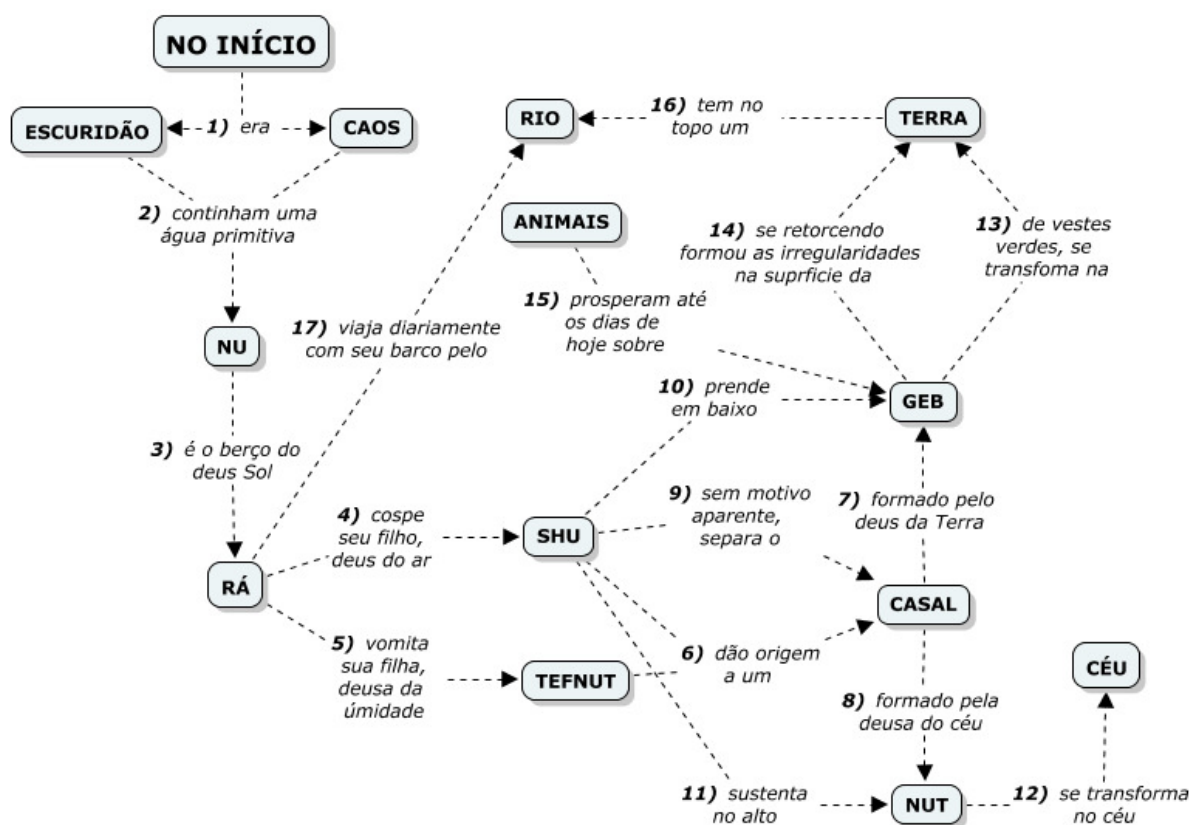 NO INÍCIO
ESCURIDÃO
1) era
CAOS
2) continham uma
água primitiva
NU
3) é o berço do
deus Sol
RÁ
4) cospe
seu filho,
deus do ar
SHU
5) vomita
sua filha,
deusa da
úmidade
TEFNUT
6) dão origem
a um
CASAL
7) formado pelo
deus da Terra
GEB
8) formado pela
deusa do céu
NUT
9) sem motivo
aparente,
separa o
10) prende
em baixo
11) sustenta
no alto
12) se transforma
no céu
CÉU
13) de vestes
verdes, se
transfoma na
TERRA
14) se retorcendo
formou as irregularidades
na suprficie da
ANIMAIS
15) prosperam até
os dias de
hoje sobre
16) tem no
topo um
RIO
17) viaja diariamente
com seu barco pelo